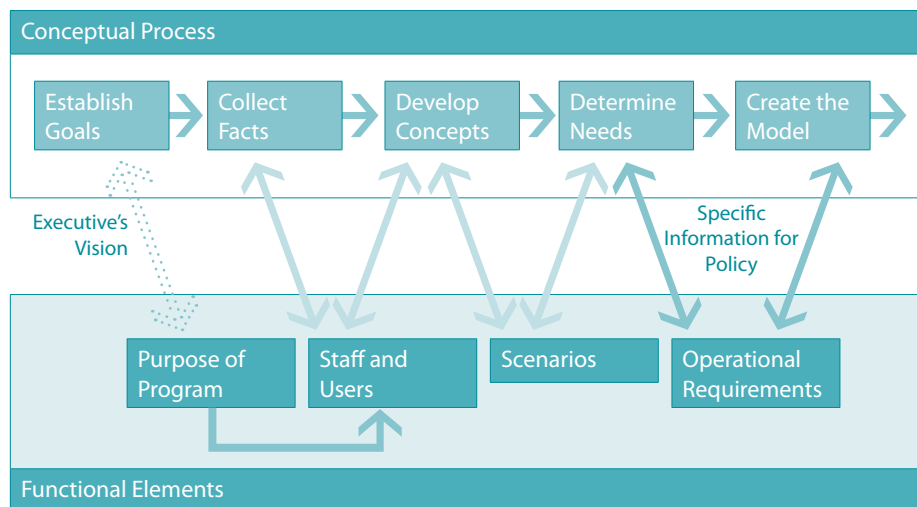 Conceptual Process
Establish
Goals
Collect
Facts
Develop
Concepts
Determine
Needs
Create the
Model
Executive's
Vision
Specific
Information for
Policy
Purpose of
Program
Staff and
Users
Scenarios
Operational
Requirements
Functional Elements